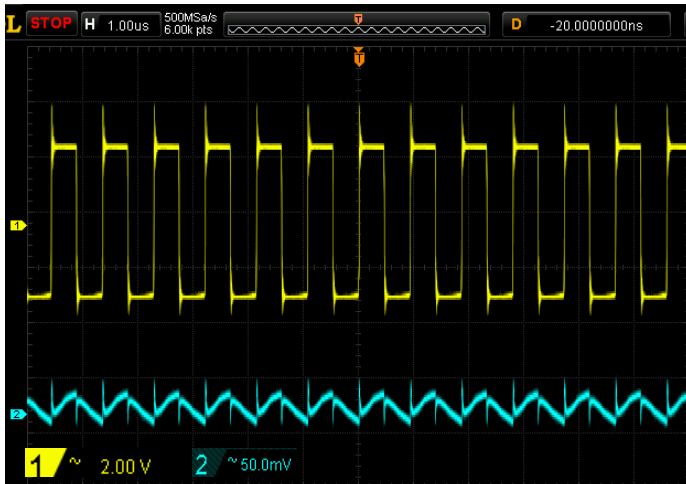 L STOP H 1.00us 500MSa/s 6.00k pts T D -20.0000000ns
T
1
2
1 ~ 2.00 V 2 ~ 50.0mV